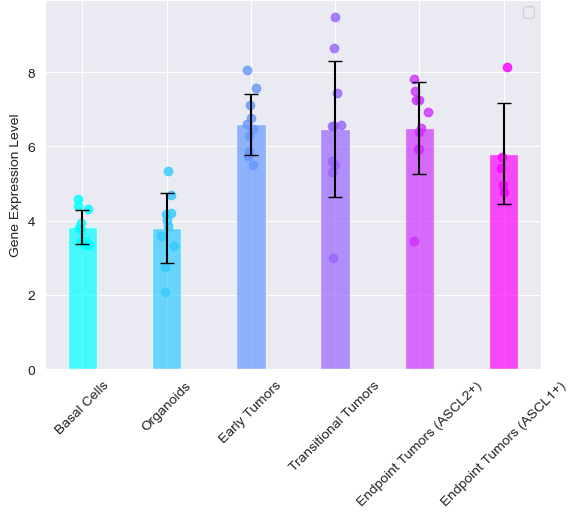 Gene Expression Level
8
6
4
2
0
Basal Cells
Organoids
Early Tumors
Transitional Tumors
Endpoint Tumors (ASCL2+)
Endpoint Tumors (ASCL1+)